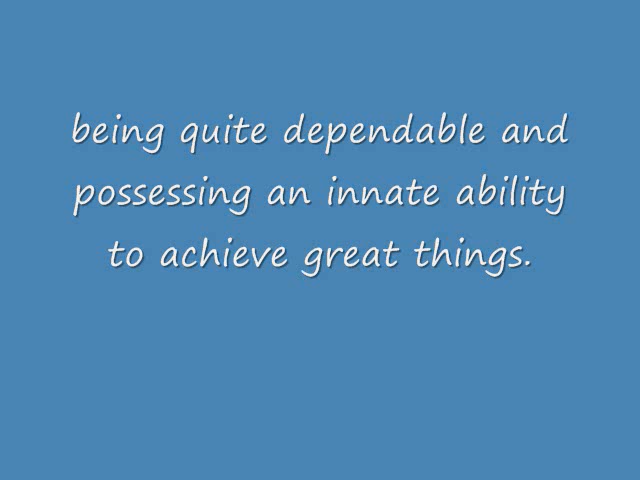 being quite dependable and
possessing an innate ability
to achieve great things.